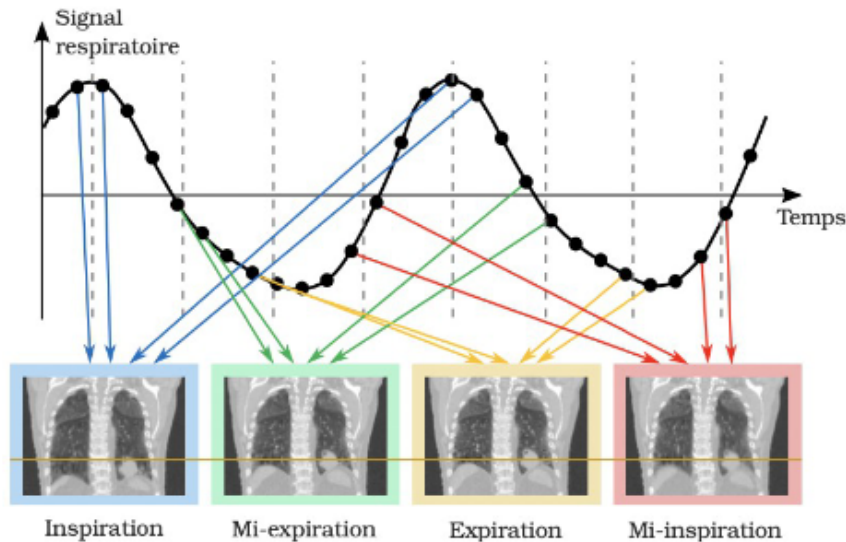 Signal
respiratoire
Temps
Inspiration
Mi-expiration
Expiration
Mi-inspiration